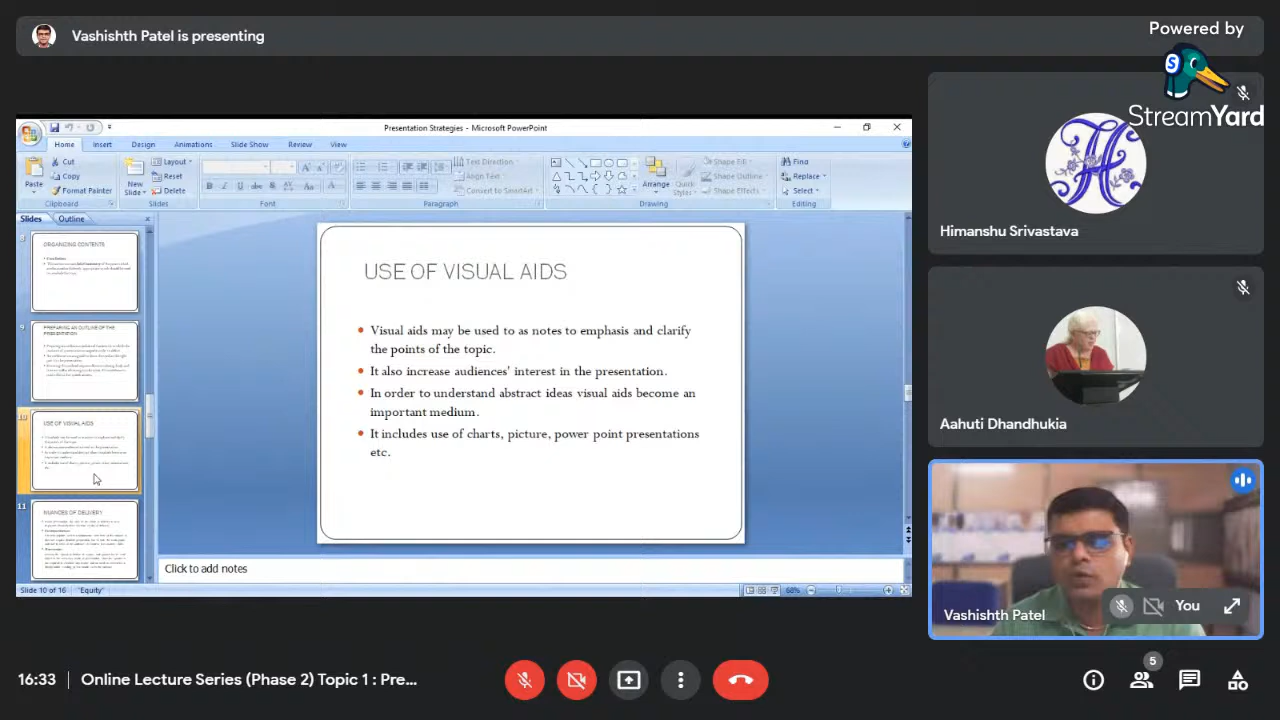 Vashishth Patel is presenting
Powered by
StreamYard
Presentation Strategies - Microsoft PowerPoint
Home Insert Design Animations Slide Show Review View
Cut
Copy
Format Painter
Paste
Clipboard
New
Slide
Layout
Reset
Delete
Slides
Font
Text Direction
Align Text
Convert to SmartArt
Paragraph
Arrange
Quick
Styles
Shape Fill
Shape Outline
Shape Effects
Drawing
Find
Replace
Select
Editing
Slides Outline
ORGANIZING CONTENTS
9
PREPARING AN OUTLINE OF THE
PRESENTATION
10
USE OF VISUAL AIDS
11
NUANCES OF DELIVERY
USE OF VISUAL AIDS
• Visual aids may be used to as notes to emphasis and clarify
the points of the topic.
• It also increase audiences' interest in the presentation.
• In order to understand abstract ideas visual aids become an
important medium.
• It includes use of charts, picture, power point presentations
etc.
Click to add notes
Slide 10 of 16 "Equity" 68%
Himanshu Srivastava
Aahuti Dhandhukia
Vashishth Patel
You
16:33 | Online Lecture Series (Phase 2) Topic 1 : Pre...
5